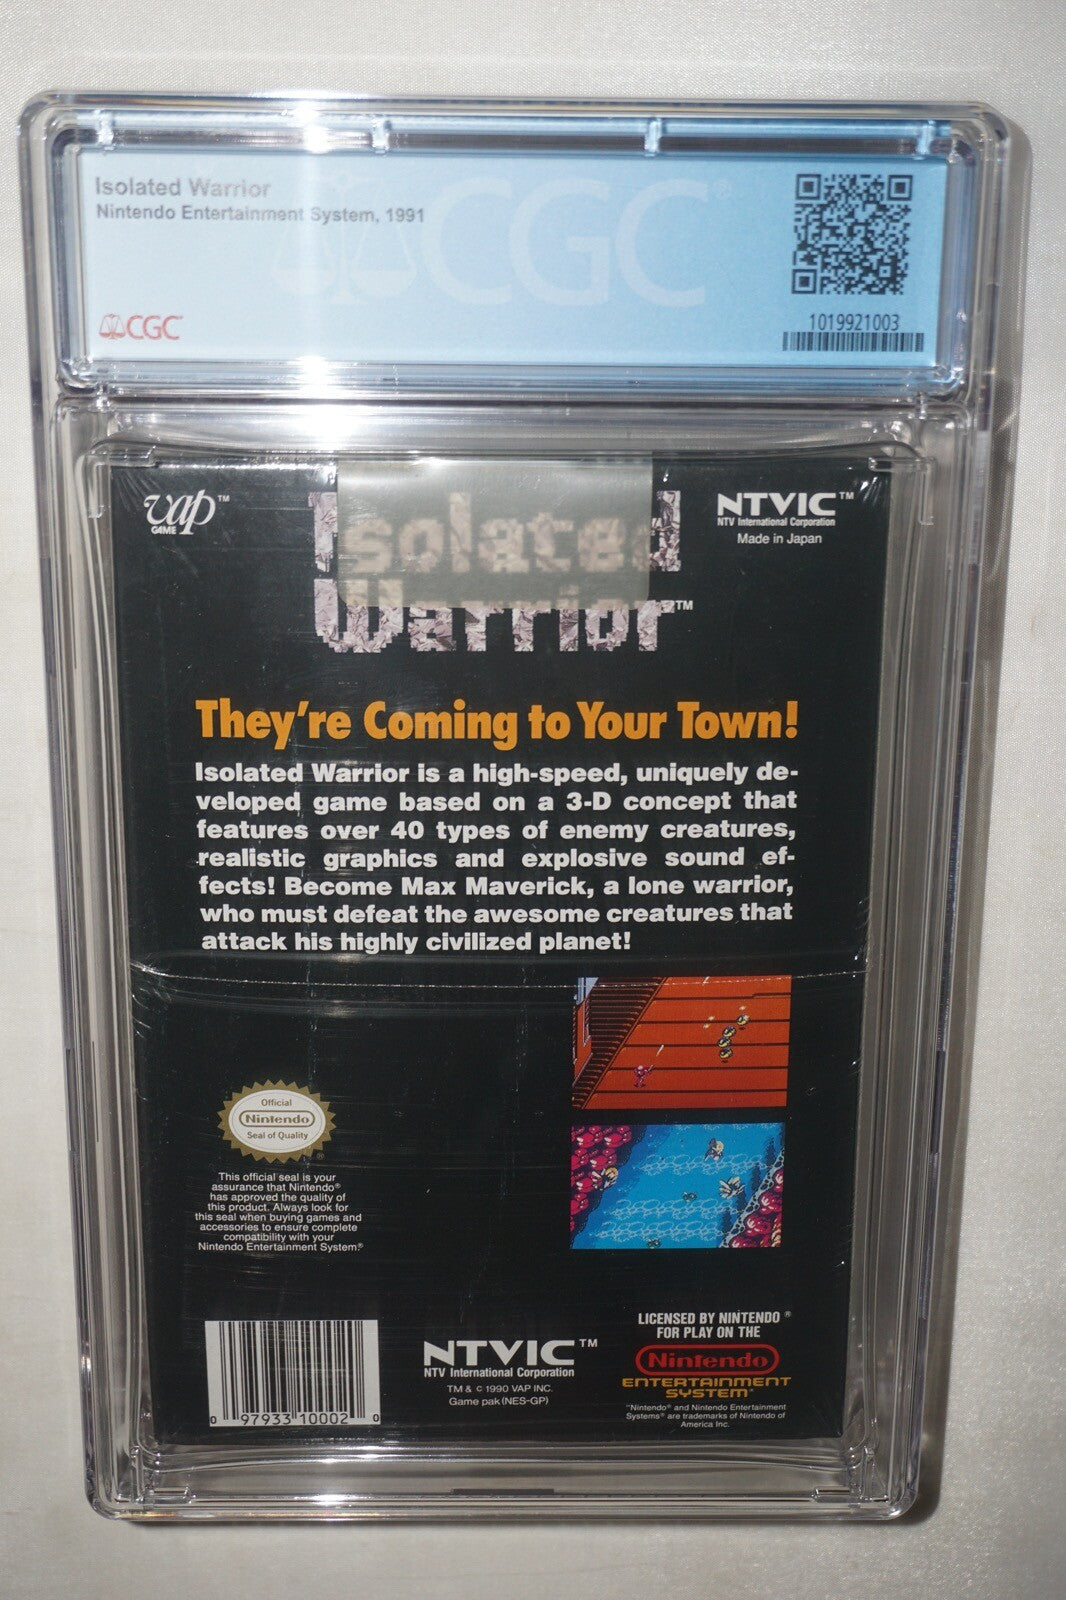 Isolated Warrior
Nintendo Entertainment System, 1991
CGC®
CGC
1019921003
vap™
GAME
Isolated
Warrior™
NTVIC™
NTV International Corporation
Made in Japan
They're Coming to Your Town!
Isolated Warrior is a high-speed, uniquely de-
veloped game based on a 3-D concept that
features over 40 types of enemy creatures,
realistic graphics and explosive sound ef-
fects! Become Max Maverick, a lone warrior,
who must defeat the awesome creatures that
attack his highly civilized planet!
Official
Nintendo
Seal of Quality
®
This official seal is your
assurance that Nintendo®
has approved the quality of
this product. Always look for
this seal when buying games and
accessories to ensure complete
compatibility with your
Nintendo Entertainment System®
0 97933 10002 0
NTVIC™
NTV International Corporation
TM & © 1990 VAP INC.
Game pak (NES-GP)
LICENSED BY NINTENDO®
FOR PLAY ON THE
Nintendo
ENTERTAINMENT
SYSTEM®
"Nintendo® and Nintendo Entertainment
Systems® are trademarks of Nintendo of
America Inc.